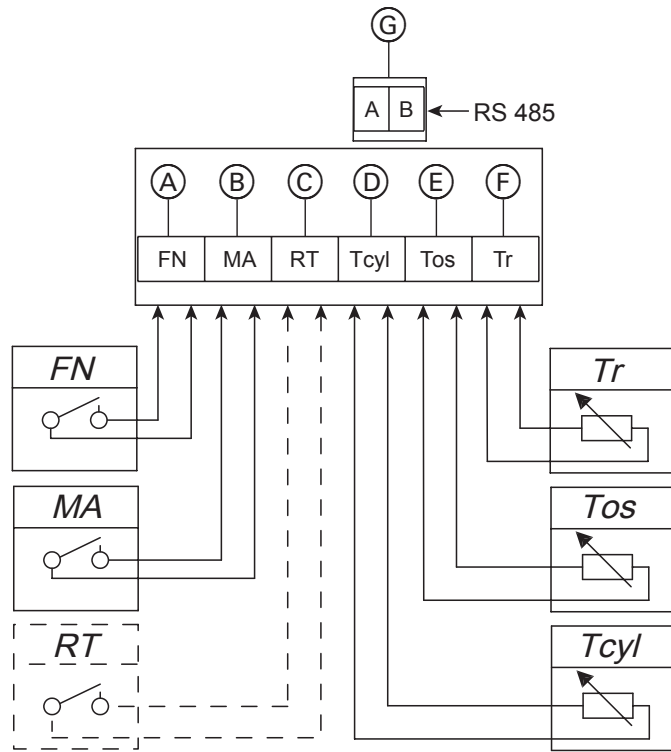 G
A B RS 485
A B C D E F
FN MA RT Tcyl Tos Tr
FN
Tr
MA
Tos
RT
Tcyl